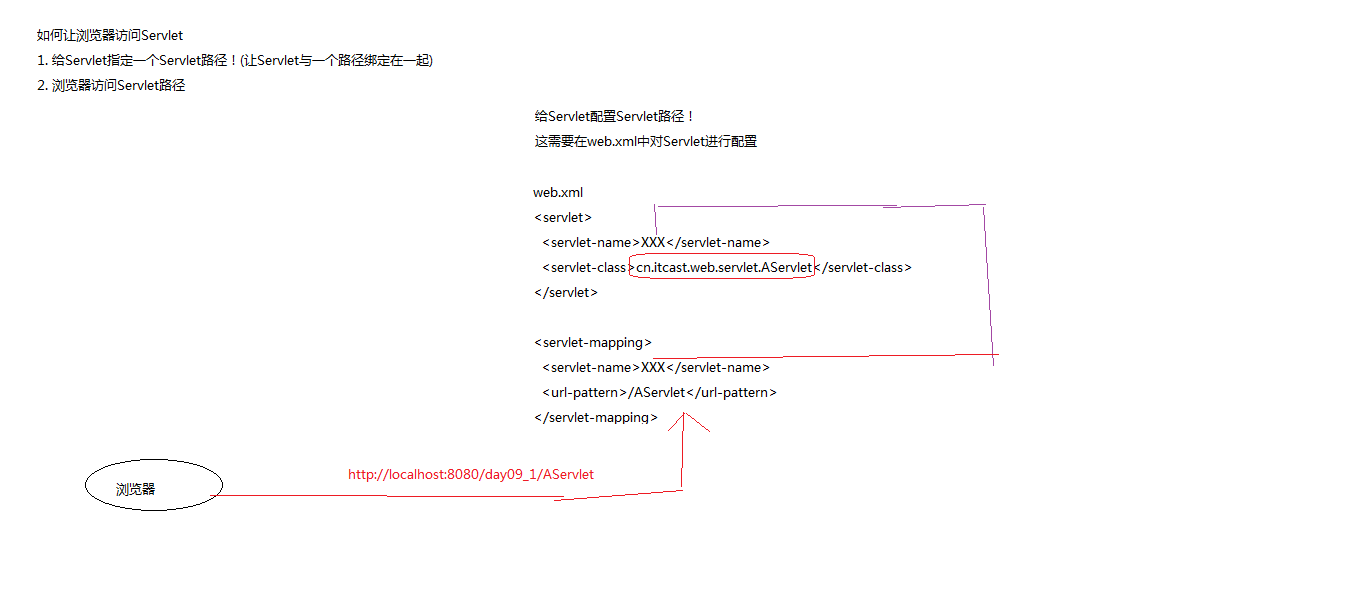 如何让浏览器访问Servlet
1. 给Servlet指定一个Servlet路径！(让Servlet与一个路径绑定在一起)
2. 浏览器访问Servlet路径
给Servlet配置Servlet路径！
这需要在web.xml中对Servlet进行配置
web.xml
<servlet>
<servlet-name>XXX</servlet-name>
<servlet-class>cn.itcast.web.servlet.AServlet</servlet-class>
</servlet>
<servlet-mapping>
<servlet-name>XXX</servlet-name>
<url-pattern>/AServlet</url-pattern>
</servlet-mapping>
http://localhost:8080/day09_1/AServlet
浏览器